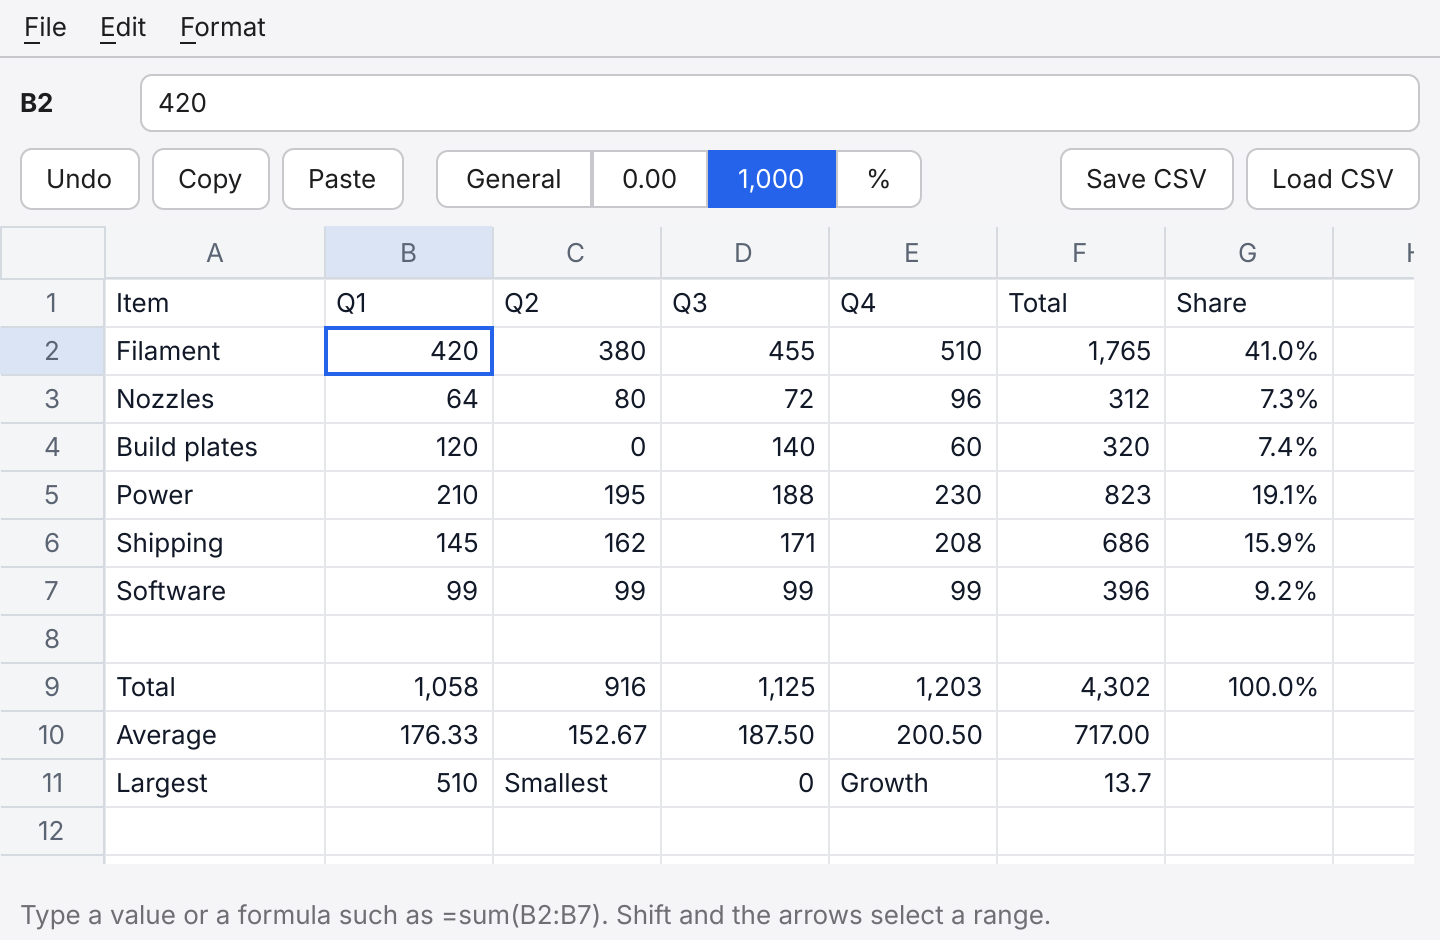 File Edit Format
B2 420
Undo Copy Paste General 0.00 1,000 % Save CSV Load CSV
A B C D E F G
1 Item Q1 Q2 Q3 Q4 Total Share
2 Filament 420 380 455 510 1,765 41.0%
3 Nozzles 64 80 72 96 312 7.3%
4 Build plates 120 0 140 60 320 7.4%
5 Power 210 195 188 230 823 19.1%
6 Shipping 145 162 171 208 686 15.9%
7 Software 99 99 99 99 396 9.2%
8
9 Total 1,058 916 1,125 1,203 4,302 100.0%
10 Average 176.33 152.67 187.50 200.50 717.00
11 Largest 510 Smallest 0 Growth 13.7
12
Type a value or a formula such as =sum(B2:B7). Shift and the arrows select a range.